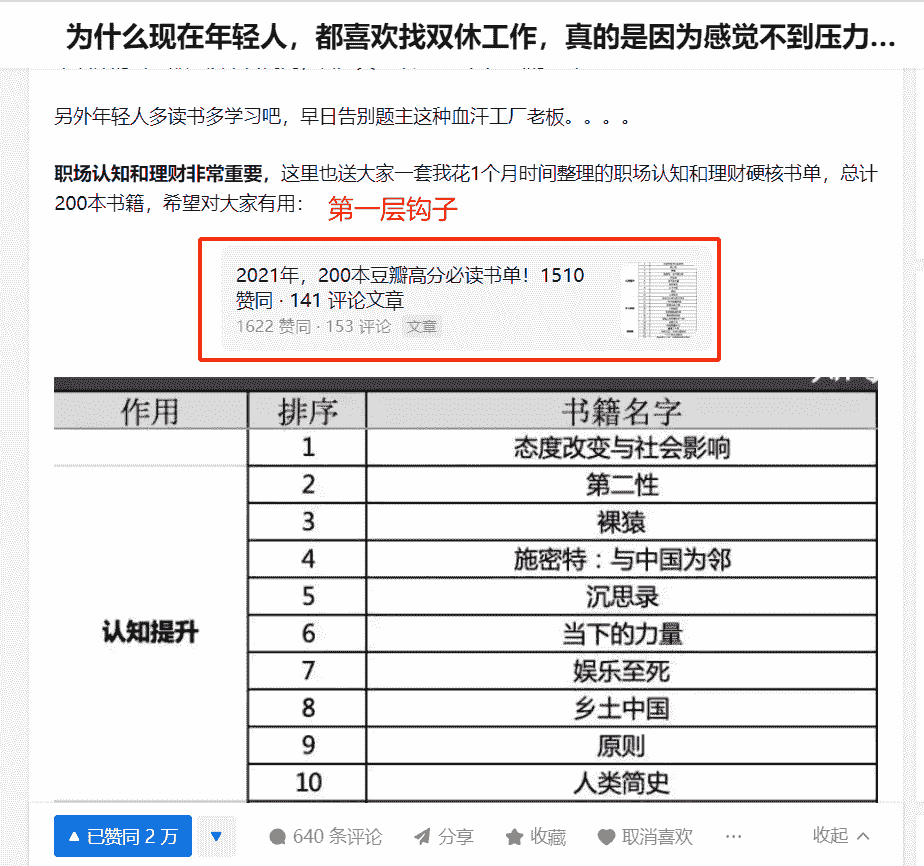 为什么现在年轻人，都喜欢找双休工作，真的是因为感觉不到压力...
另外年轻人多读书多学习吧，早日告别题主这种血汗工厂老板。。。。
职场认知和理财非常重要，这里也送大家一套我花1个月时间整理的职场认知和理财硬核书单，总计
200本书籍，希望对大家有用：
第一层钩子
2021年，200本豆瓣高分必读书单！1510
赞同 · 141 评论文章
1622 赞同 · 153 评论 文章
作用 排序 书籍名字
1 态度改变与社会影响
2 第二性
3 裸猿
4 施密特：与中国为邻
5 沉思录
认知提升
6 当下的力量
7 娱乐至死
8 乡土中国
9 原则
10 人类简史
已赞同 2 万 640 条评论 分享 收藏 取消喜欢 ··· 收起